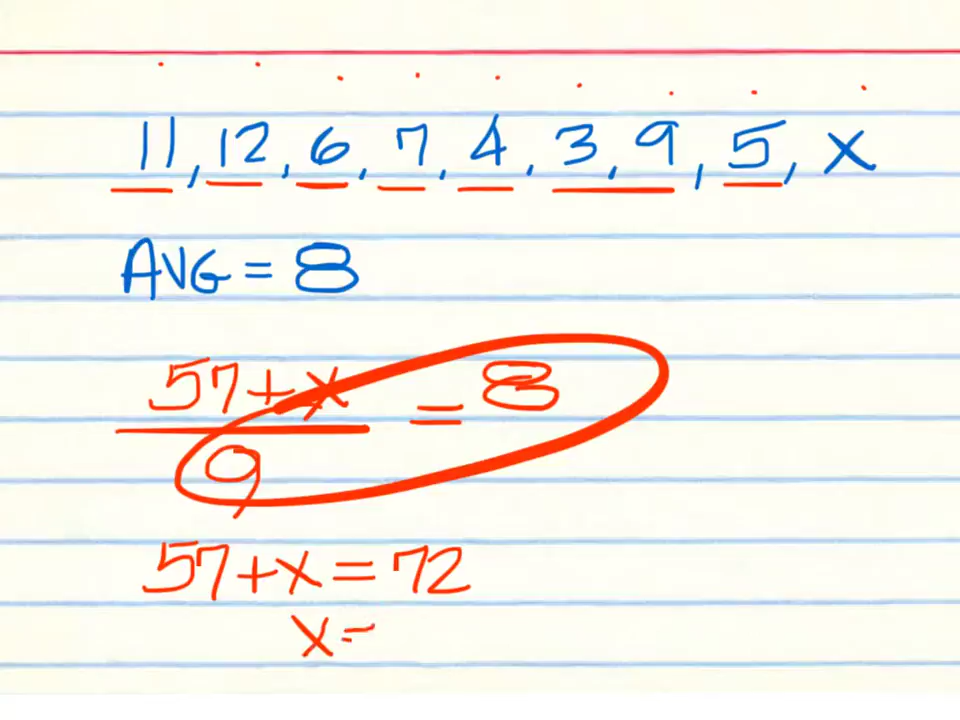 11, 12, 6, 7, 4, 3, 9, 5, x
AVG = 8
57+x = 8
9
57+x = 72
x=